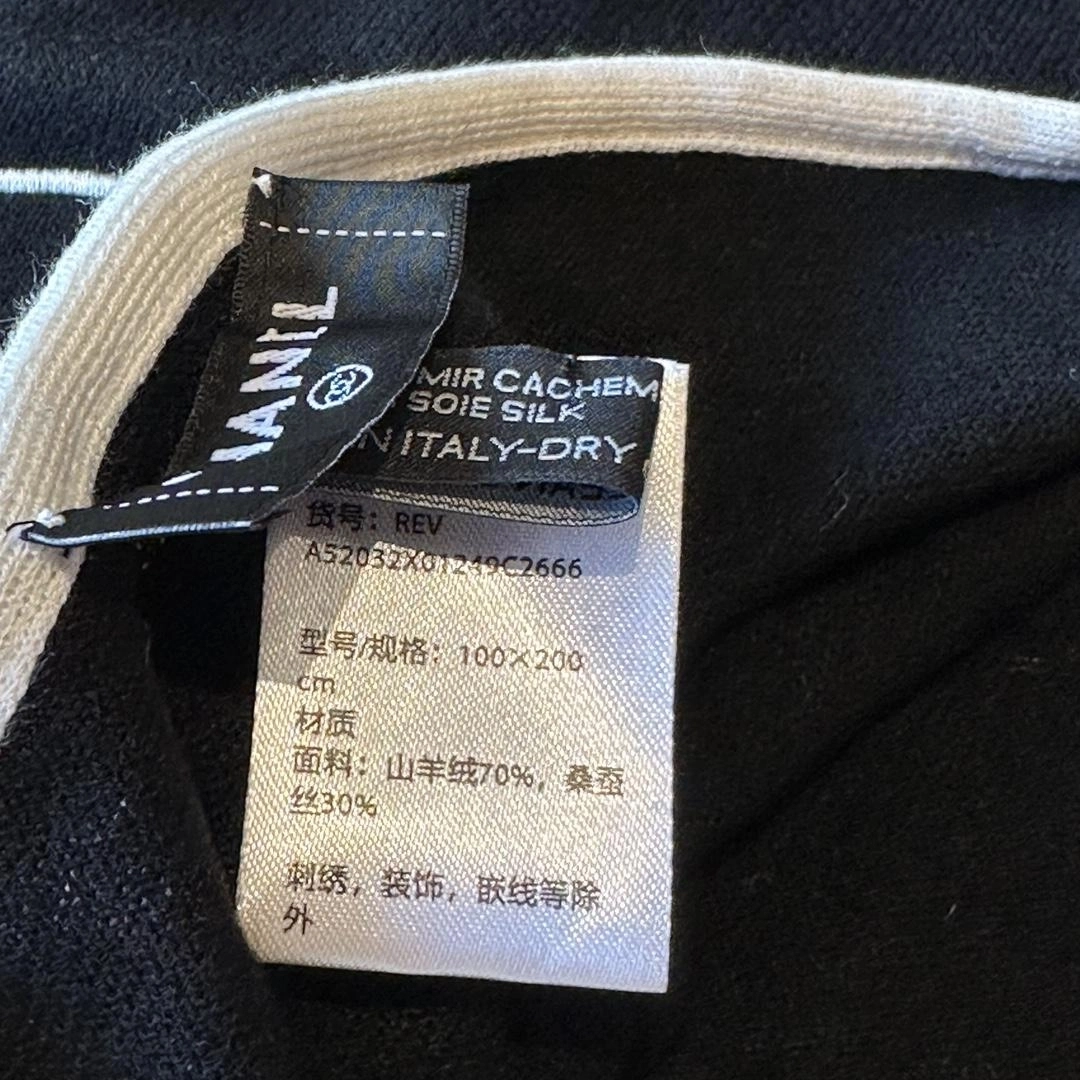 MIR CACHEM
SOIE SILK
N ITALY-DRY
货号：REV
A52032X01249C2666
型号/规格：100×200
cm
材质
面料：山羊绒70%，桑蚕
丝30%
刺绣，装饰，嵌线等除
外